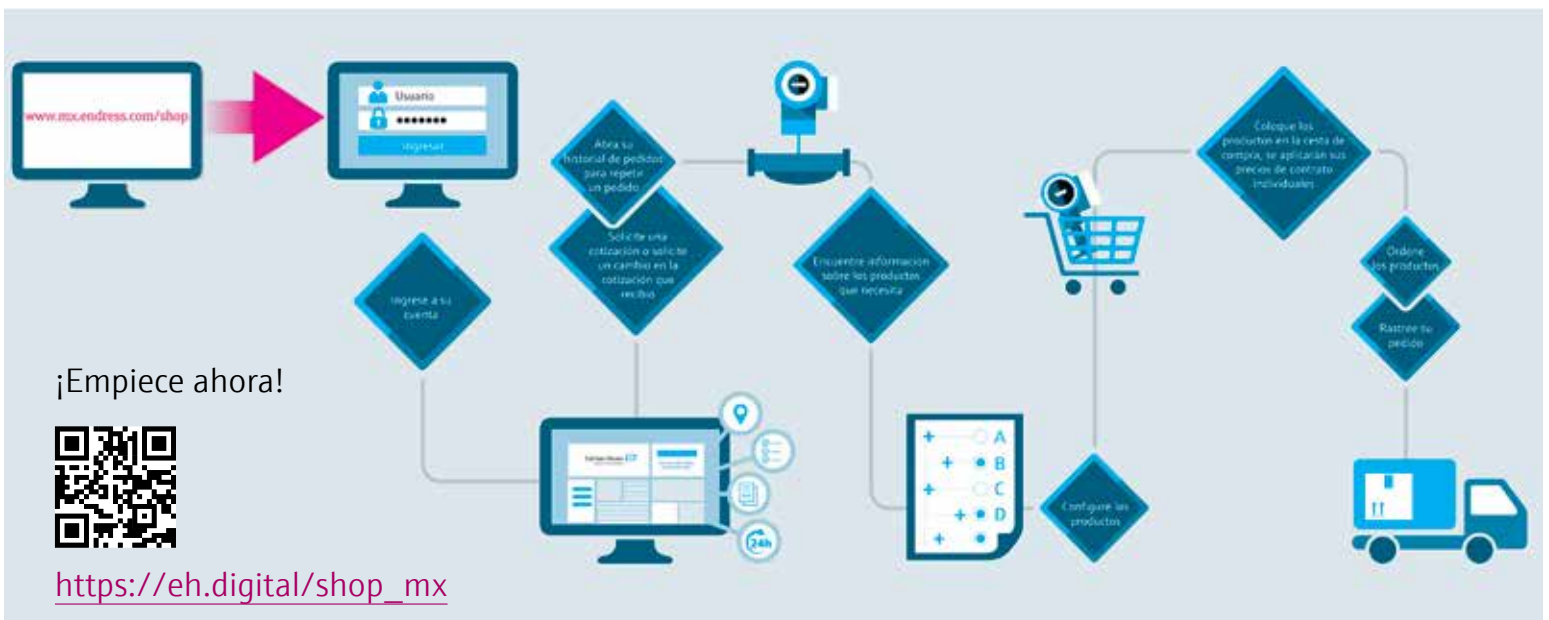 www.mx.endress.com/shop
Usuario
Ingresar
Ingrese a su
cuenta
Abra su
historial de pedidos
para repetir
un pedido
Solicite una
cotización o solicite
un cambio en la
cotización que
recibió
24h
Encuentre información
sobre los productos
que necesita
A
B
C
D
Configure los
productos
Coloque los
productos en la cesta de
compra, se aplicarán sus
precios de contrato
individuales
Ordene
los productos
Rastree su
pedido
¡Empiece ahora!
https://eh.digital/shop_mx